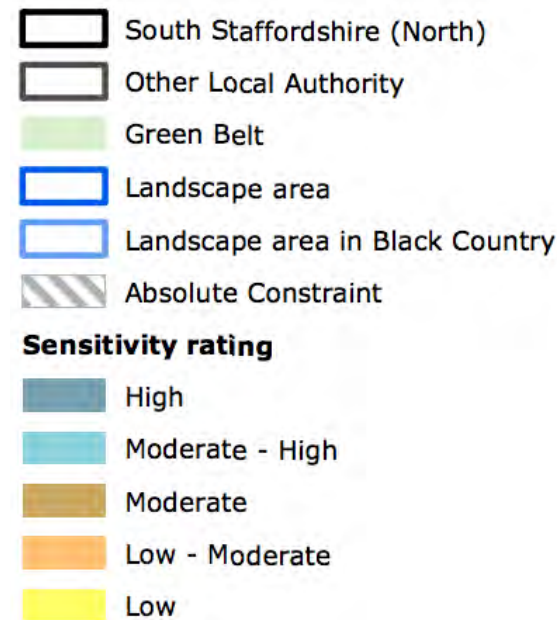 South Staffordshire (North)
Other Local Authority
Green Belt
Landscape area
Landscape area in Black Country
Absolute Constraint
Sensitivity rating
High
Moderate - High
Moderate
Low - Moderate
Low